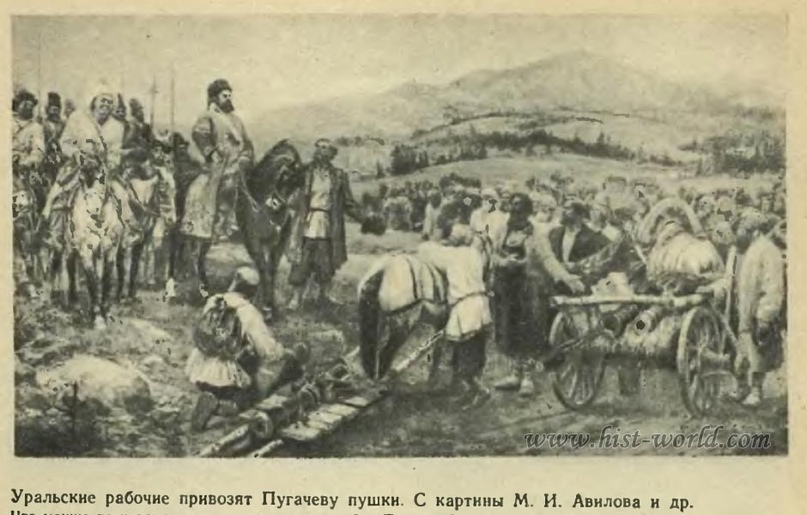 www.hist-world.com
Уральские рабочие привозят Пугачеву пушки. С картины М. И. Авилова и др.